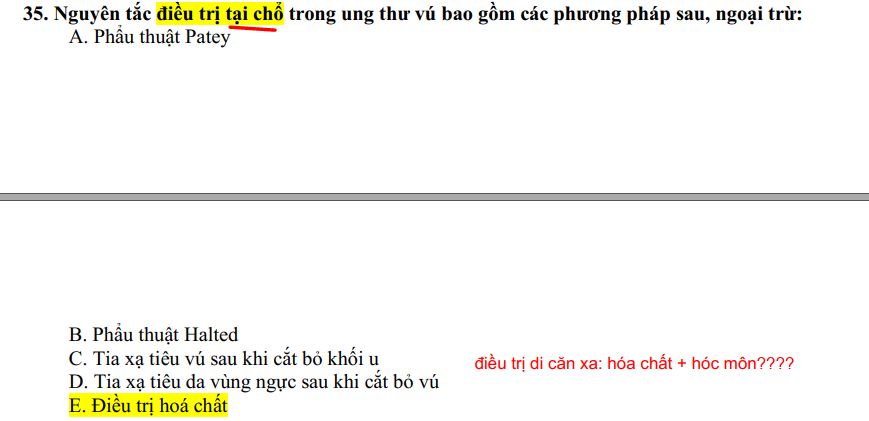 35. Nguyên tắc điều trị tại chổ trong ung thư vú bao gồm các phương pháp sau, ngoại trừ:
A. Phẩu thuật Patey
B. Phẩu thuật Halted
C. Tia xạ tiêu vú sau khi cắt bỏ khối u
điều trị di căn xa: hóa chất + hóc môn????
D. Tia xạ tiêu da vùng ngực sau khi cắt bỏ vú
E. Điều trị hoá chất